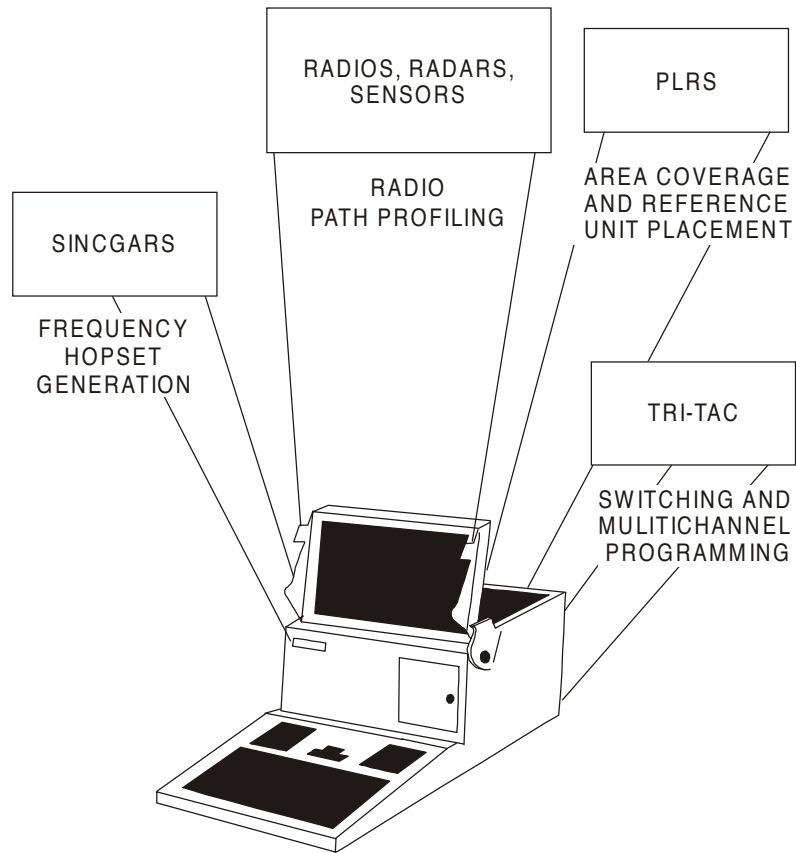 RADIOS, RADARS,
SENSORS
PLRS
RADIO
PATH PROFILING
AREA COVERAGE
AND REFERENCE
UNIT PLACEMENT
SINCGARS
FREQUENCY
HOPSET
GENERATION
TRI-TAC
SWITCHING AND
MULITICHANNEL
PROGRAMMING